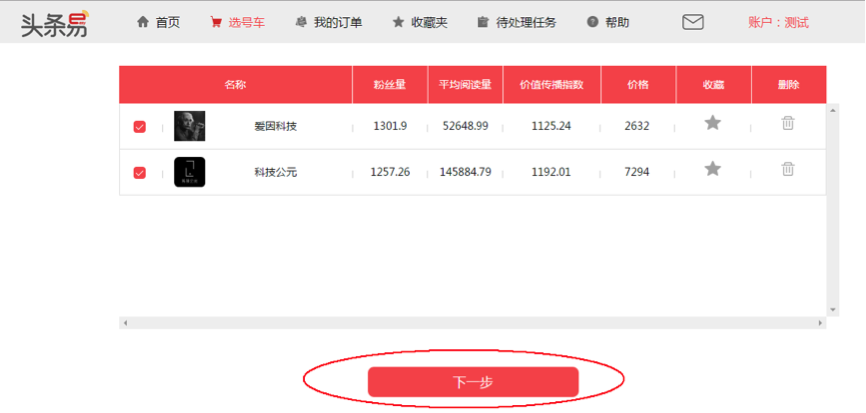 头条易
首页 选号车 我的订单 收藏夹 待处理任务 帮助 账户：测试
名称 粉丝量 平均阅读量 价值传播指数 价格 收藏 删除
爱因科技 1301.9 52648.99 1125.24 2632
科技公元 1257.26 145884.79 1192.01 7294
下一步